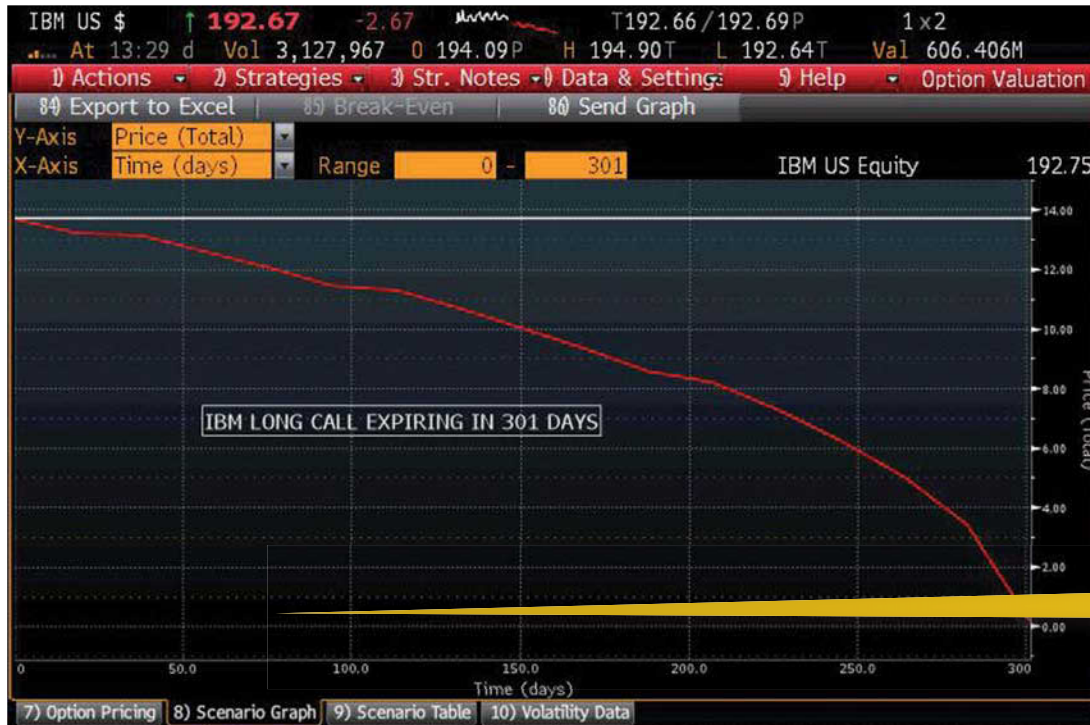 IBM US $ ↑ 192.67 -2.67 T192.66/192.69P 1x2
At 13:29 d Vol 3,127,967 O 194.09P H 194.90T L 192.64T Val 606.406M
1) Actions 2) Strategies 3) Str. Notes Data & Settings 5) Help Option Valuation
84) Export to Excel 85) Break-Even 86) Send Graph
Y-Axis Price (Total)
X-Axis Time (days) Range 0 - 301 IBM US Equity 192.75
14.00
12.00
10.00
8.00
IBM LONG CALL EXPIRING IN 301 DAYS
6.00
4.00
2.00
0.00
Price (Total)
0 50.0 100.0 150.0 200.0 250.0 300
Time (days)
7) Option Pricing 8) Scenario Graph 9) Scenario Table 10) Volatility Data